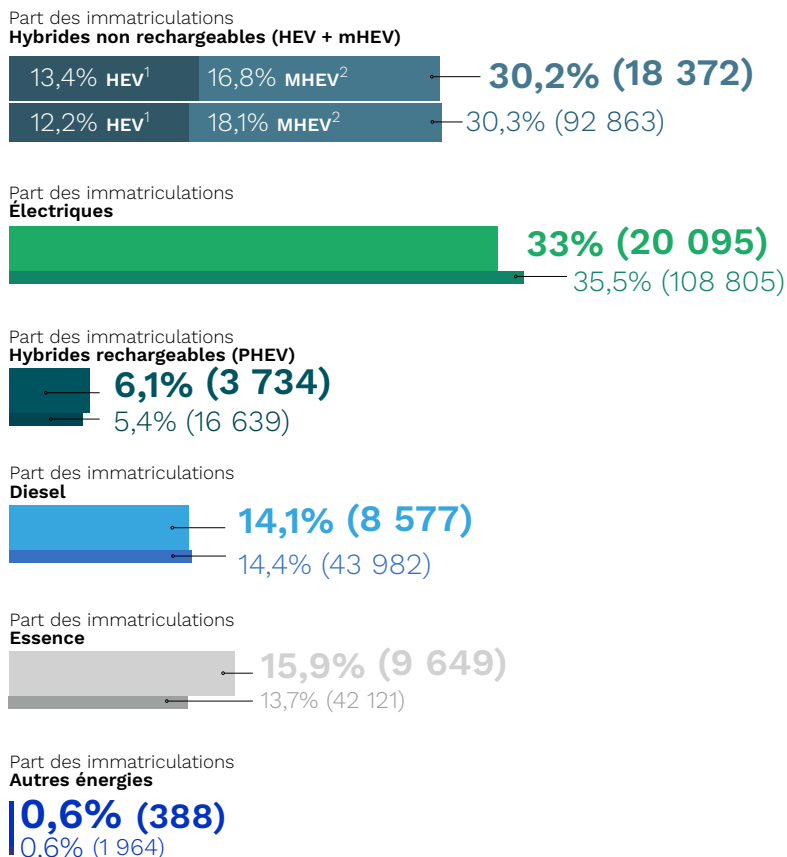 Part des immatriculations
Hybrides non rechargeables (HEV + mHEV)
13,4% HEV¹ 16,8% MHEV² 30,2% (18 372)
12,2% HEV¹ 18,1% MHEV² 30,3% (92 863)
Part des immatriculations
Électriques
33% (20 095)
35,5% (108 805)
Part des immatriculations
Hybrides rechargeables (PHEV)
6,1% (3 734)
5,4% (16 639)
Part des immatriculations
Diesel
14,1% (8 577)
14,4% (43 982)
Part des immatriculations
Essence
15,9% (9 649)
13,7% (42 121)
Part des immatriculations
Autres énergies
0,6% (388)
0,6% (1 964)